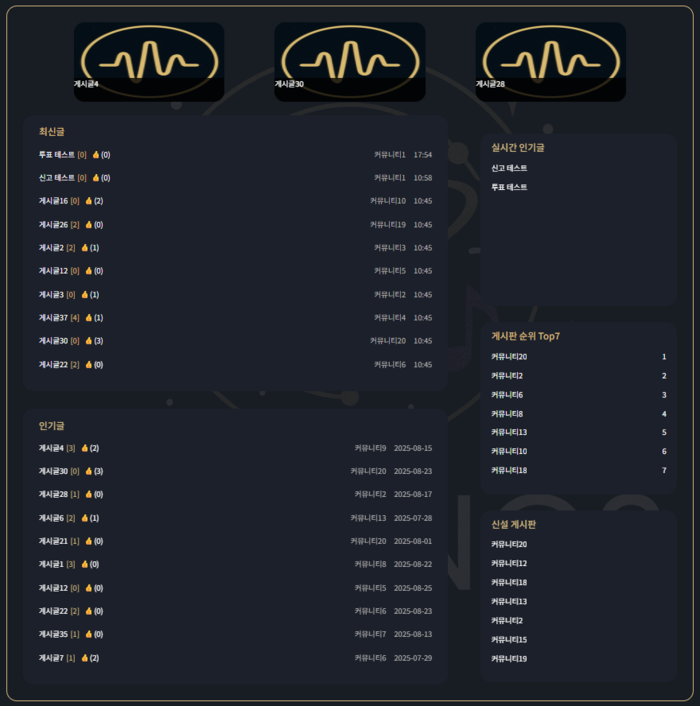 게시글4
게시글30
게시글28
최신글
투표 테스트 [0] 👍(0) 커뮤니티1 17:54
신고 테스트 [0] 👍(0) 커뮤니티1 10:58
게시글16 [0] 👍(2) 커뮤니티10 10:45
게시글26 [2] 👍(0) 커뮤니티19 10:45
게시글2 [2] 👍(1) 커뮤니티3 10:45
게시글12 [0] 👍(0) 커뮤니티5 10:45
게시글3 [0] 👍(1) 커뮤니티2 10:45
게시글37 [4] 👍(1) 커뮤니티4 10:45
게시글30 [0] 👍(3) 커뮤니티20 10:45
게시글22 [2] 👍(0) 커뮤니티6 10:45
인기글
게시글4 [3] 👍(2) 커뮤니티9 2025-08-15
게시글30 [0] 👍(3) 커뮤니티20 2025-08-23
게시글28 [1] 👍(0) 커뮤니티2 2025-08-17
게시글6 [2] 👍(1) 커뮤니티13 2025-07-28
게시글21 [1] 👍(0) 커뮤니티20 2025-08-01
게시글1 [3] 👍(0) 커뮤니티8 2025-08-22
게시글12 [0] 👍(0) 커뮤니티5 2025-08-25
게시글22 [2] 👍(0) 커뮤니티6 2025-08-23
게시글35 [1] 👍(0) 커뮤니티7 2025-08-13
게시글7 [1] 👍(2) 커뮤니티6 2025-07-29
실시간 인기글
신고 테스트
투표 테스트
게시판 순위 Top7
커뮤니티20 1
커뮤니티2 2
커뮤니티6 3
커뮤니티8 4
커뮤니티13 5
커뮤니티10 6
커뮤니티18 7
신설 게시판
커뮤니티20
커뮤니티12
커뮤니티18
커뮤니티13
커뮤니티2
커뮤니티15
커뮤니티19